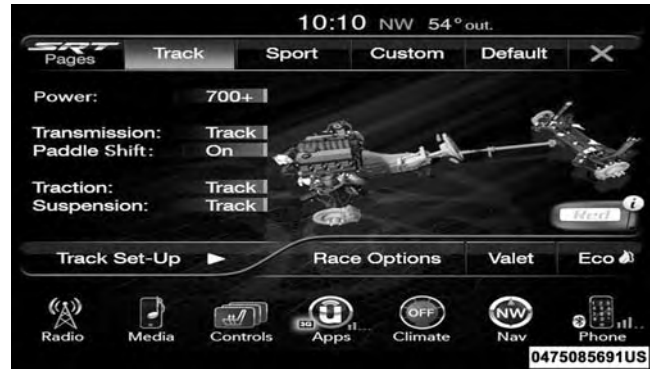 10:10 NW 54° out.
SRT Pages Track Sport Custom Default X
Power: 700+
Transmission: Track
Paddle Shift: On
Traction: Track
Suspension: Track
Red i
Track Set-Up Race Options Valet Eco
3G U OFF NW
Radio Media Controls Apps Climate Nav Phone
0475085691US